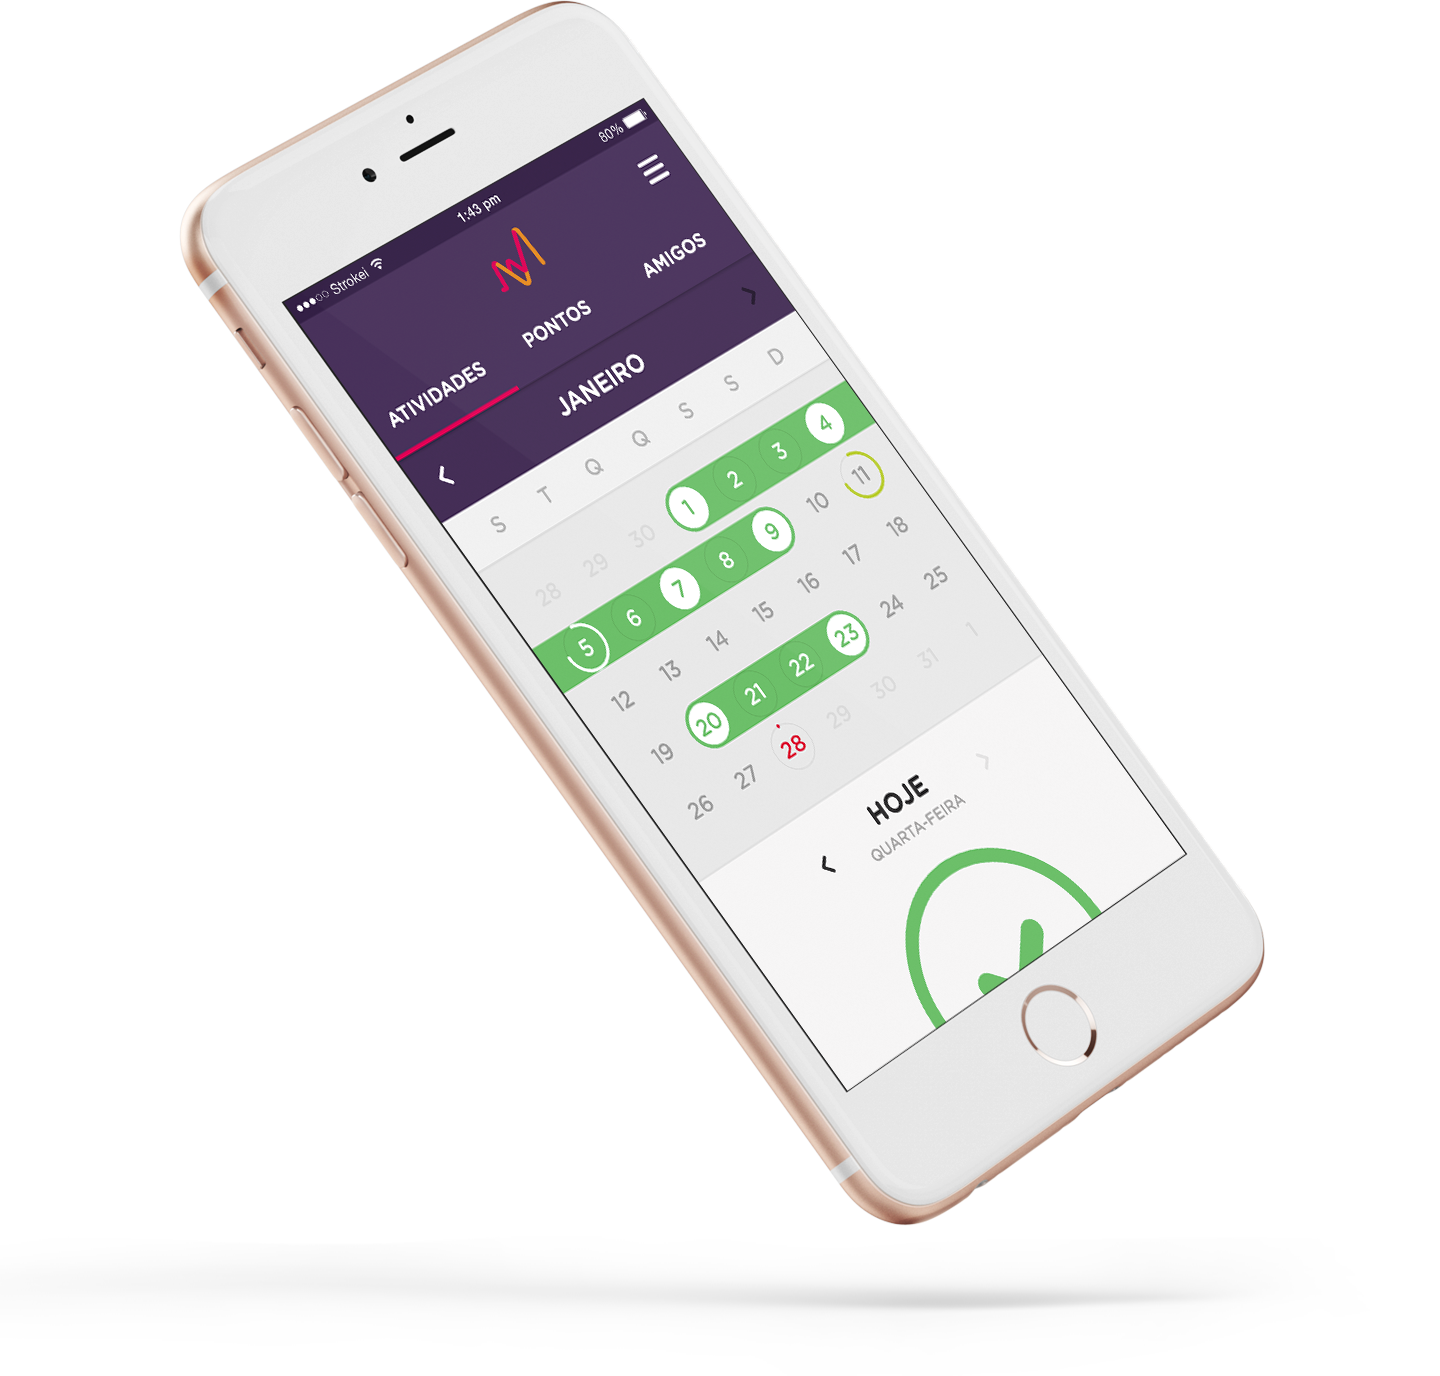 Strokei 1:43 pm 80%
ATIVIDADES PONTOS AMIGOS
JANEIRO
S T Q Q S S D
28 29 30 1 2 3 4
5 6 7 8 9 10 11
12 13 14 15 16 17 18
19 20 21 22 23 24 25
26 27 28 29 30 31 1
HOJE
QUARTA-FEIRA